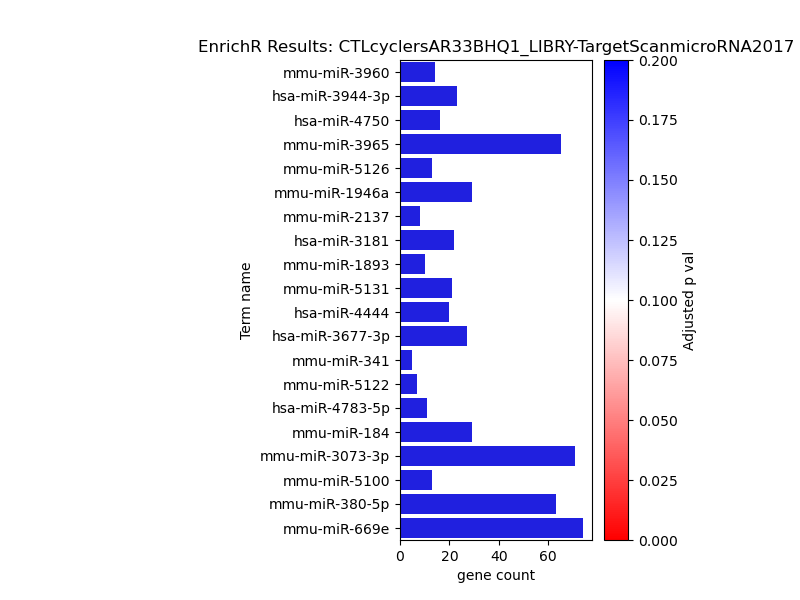 EnrichR Results: CTLcyclersAR33BHQ1_LIBRY-TargetScanmicroRNA2017
mmu-miR-3960
hsa-miR-3944-3p
hsa-miR-4750
mmu-miR-3965
mmu-miR-5126
mmu-miR-1946a
mmu-miR-2137
hsa-miR-3181
mmu-miR-1893
mmu-miR-5131
hsa-miR-4444
hsa-miR-3677-3p
mmu-miR-341
mmu-miR-5122
hsa-miR-4783-5p
mmu-miR-184
mmu-miR-3073-3p
mmu-miR-5100
mmu-miR-380-5p
mmu-miR-669e
Term name
0 20 40 60
gene count
0.200
0.175
0.150
0.125
0.100
0.075
0.050
0.025
0.000
Adjusted p val